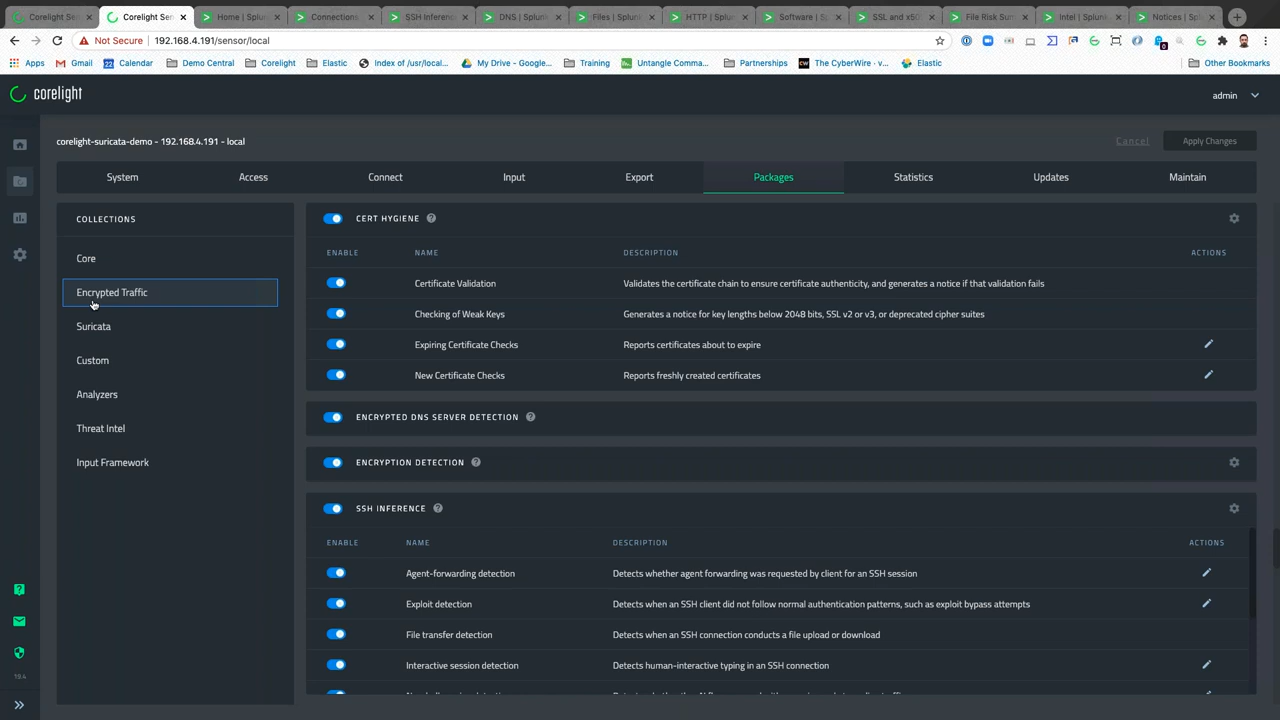 Corelight Sen
Corelight Sen
Home | Splunk
Connections
SSH Inferenc
DNS | Splunk
Files | Splunk
HTTP | Splun
Software | Sp
SSL and x50
File Risk Sum
Intel | Splunk
Notices | Spl
Not Secure | 192.168.4.191/sensor/local
0
Apps
Gmail
22
Calendar
Demo Central
Corelight
Elastic
Index of /usr/local...
My Drive - Google...
Training
Untangle Comma...
Partnerships
CW
The CyberWire • v...
Elastic
Other Bookmarks
corelight
admin
corelight-suricata-demo - 192.168.4.191 - local
Cancel
Apply Changes
System
Access
Connect
Input
Export
Packages
Statistics
Updates
Maintain
COLLECTIONS
Core
Encrypted Traffic
Suricata
Custom
Analyzers
Threat Intel
Input Framework
CERT HYGIENE ?
ENABLE NAME DESCRIPTION ACTIONS
Certificate Validation Validates the certificate chain to ensure certificate authenticity, and generates a notice if that validation fails
Checking of Weak Keys Generates a notice for key lengths below 2048 bits, SSL v2 or v3, or deprecated cipher suites
Expiring Certificate Checks Reports certificates about to expire
New Certificate Checks Reports freshly created certificates
ENCRYPTED DNS SERVER DETECTION ?
ENCRYPTION DETECTION ?
SSH INFERENCE ?
ENABLE NAME DESCRIPTION ACTIONS
Agent-forwarding detection Detects whether agent forwarding was requested by client for an SSH session
Exploit detection Detects when an SSH client did not follow normal authentication patterns, such as exploit bypass attempts
File transfer detection Detects when an SSH connection conducts a file upload or download
Interactive session detection Detects human-interactive typing in an SSH connection
?
19.4